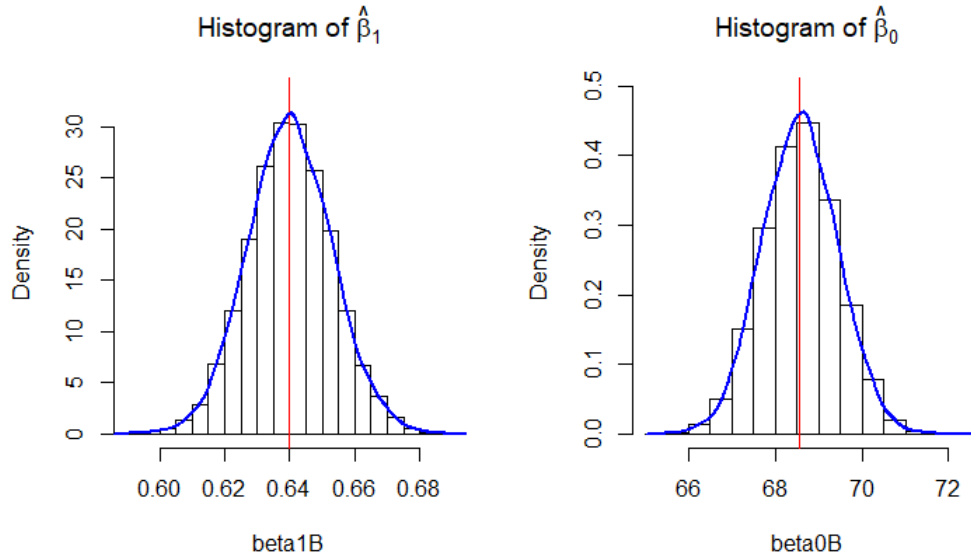 Histogram of β̂₁
Density
30
25
20
15
10
5
0
0.60 0.62 0.64 0.66 0.68
beta1B
Histogram of β̂₀
Density
0.5
0.4
0.3
0.2
0.1
0.0
66 68 70 72
beta0B